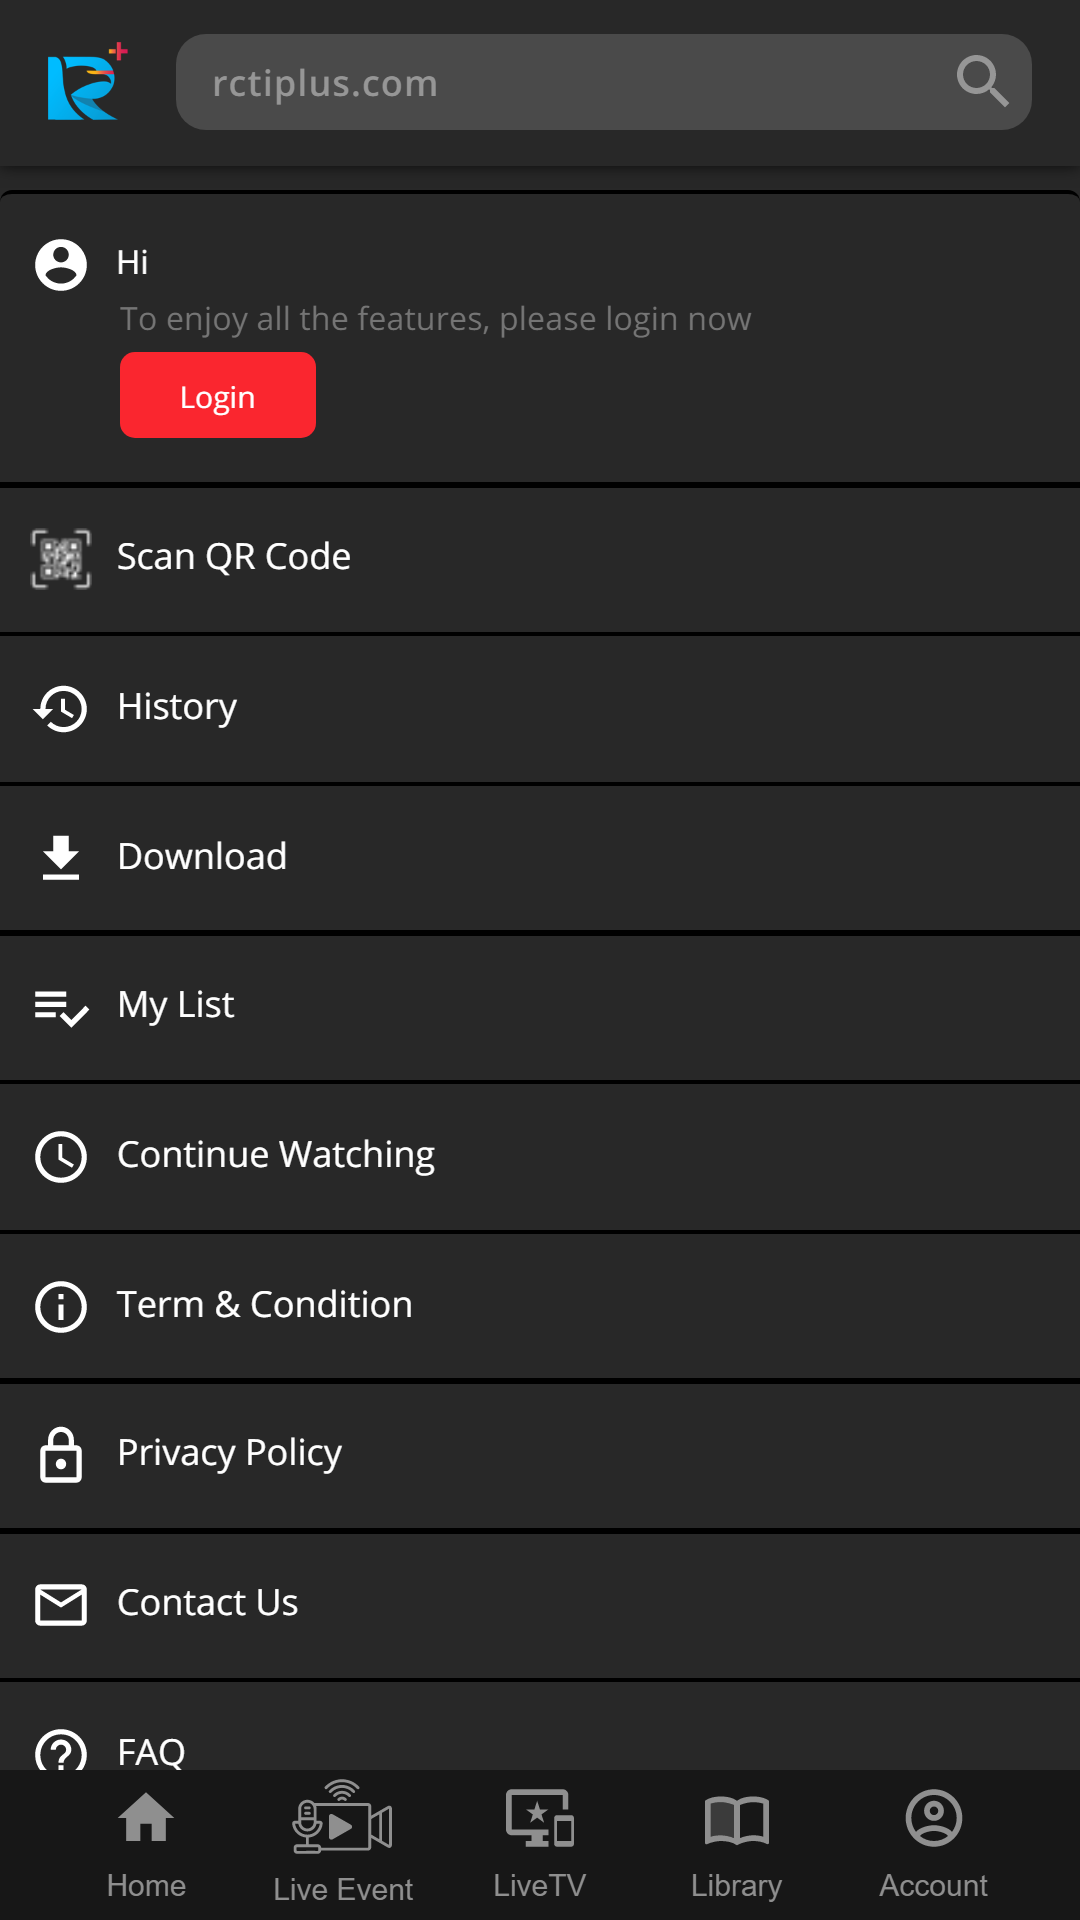 rctiplus.com
Hi
To enjoy all the features, please login now
Login
Scan QR Code
History
Download
My List
Continue Watching
Term & Condition
Privacy Policy
Contact Us
FAQ
Home
Live Event
LiveTV
Library
Account